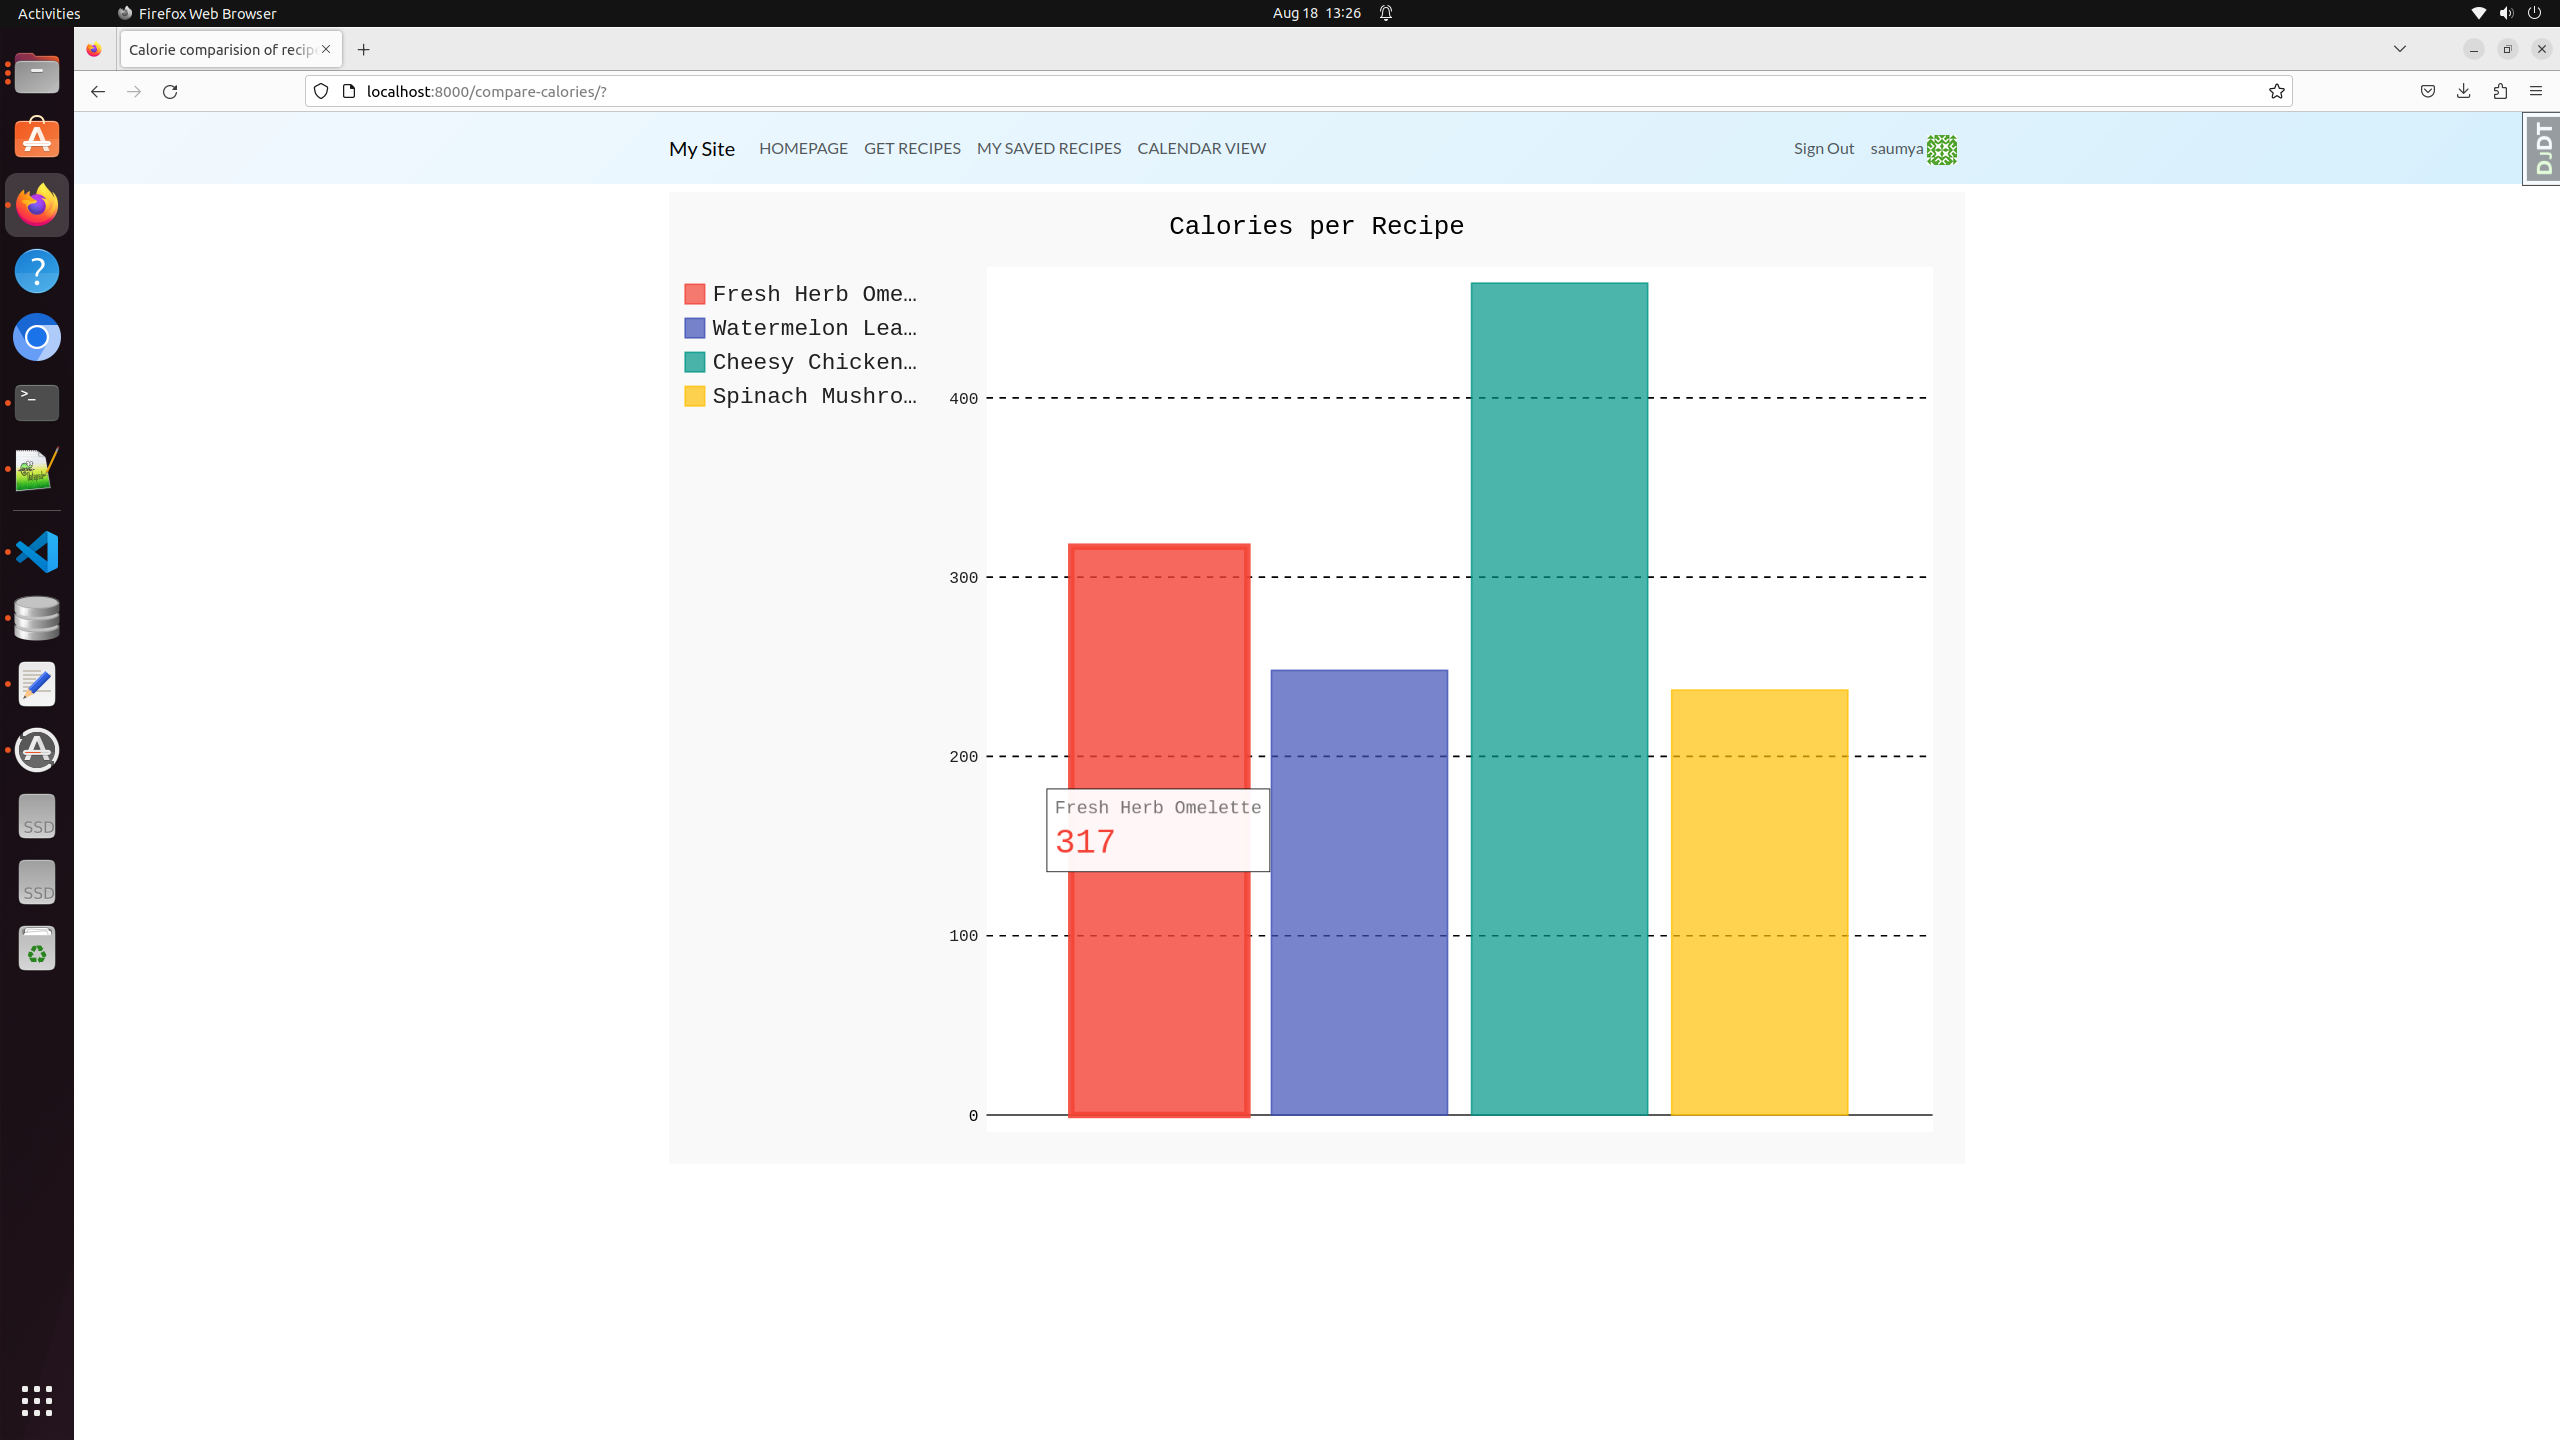 Activities
Firefox Web Browser
Aug 18 13:26
Calorie comparision of recip
localhost:8000/compare-calories/?
My Site HOMEPAGE GET RECIPES MY SAVED RECIPES CALENDAR VIEW Sign Out saumya
DJDT
Calories per Recipe
Fresh Herb Ome…
Watermelon Lea…
Cheesy Chicken…
Spinach Mushro…
400
300
200
100
0
Fresh Herb Omelette
317
SSD
SSD